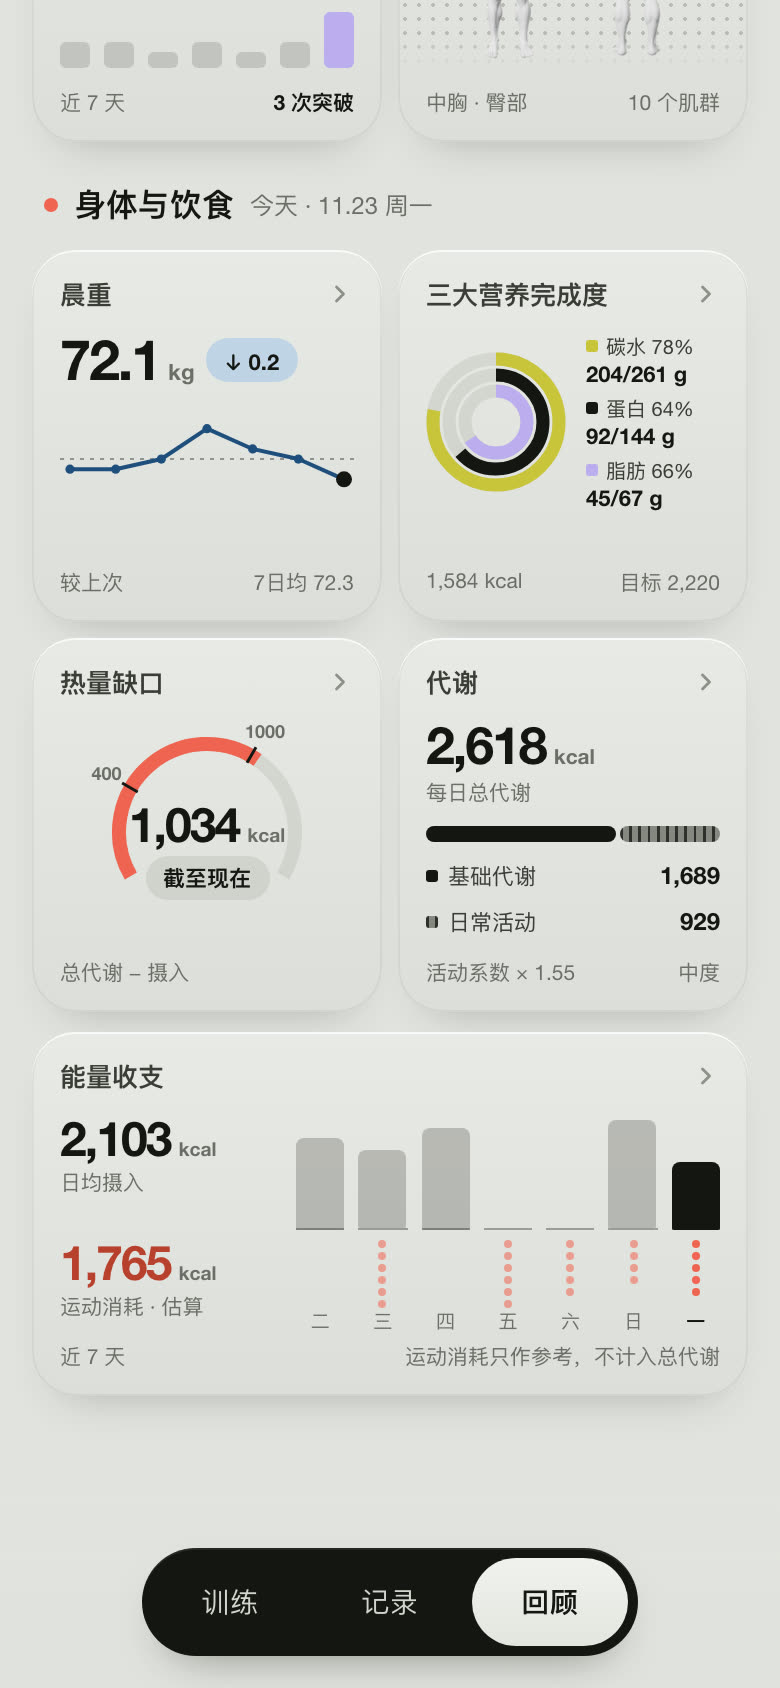 近 7 天
3 次突破
中胸 · 臀部
10 个肌群
身体与饮食 今天 · 11.23 周一
晨重
72.1 kg ↓ 0.2
较上次
7日均 72.3
三大营养完成度
碳水 78%
204/261 g
蛋白 64%
92/144 g
脂肪 66%
45/67 g
1,584 kcal
目标 2,220
热量缺口
1000
400
1,034 kcal
截至现在
总代谢 – 摄入
代谢
2,618 kcal
每日总代谢
基础代谢 1,689
日常活动 929
活动系数 × 1.55
中度
能量收支
2,103 kcal
日均摄入
1,765 kcal
运动消耗 · 估算
二 三 四 五 六 日 一
近 7 天
运动消耗只作参考，不计入总代谢
训练 记录 回顾